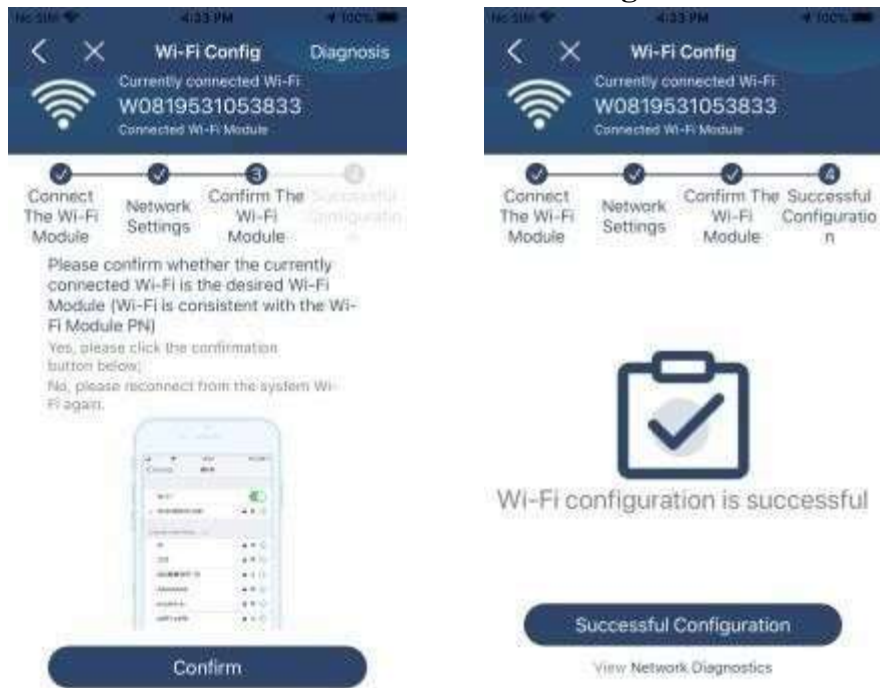 No SIM 4:33 PM 100%
Wi-Fi Config Diagnosis
Currently connected Wi-Fi
W0819531053833
Connected Wi-Fi Module
3
Connect The Wi-Fi Module
Network Settings
Confirm The Wi-Fi Module
Successful Configuration
Please confirm whether the currently
connected Wi-Fi is the desired Wi-Fi
Module (Wi-Fi is consistent with the Wi-
Fi Module PN)
Yes, please click the confirmation
button below;
No, please reconnect from the system Wi-
Fi again.
Confirm
No SIM 4:33 PM 100%
Wi-Fi Config
Currently connected Wi-Fi
W0819531053833
Connected Wi-Fi Module
4
Connect The Wi-Fi Module
Network Settings
Confirm The Wi-Fi Module
Successful Configuratio
n
Wi-Fi configuration is successful
Successful Configuration
View Network Diagnostics